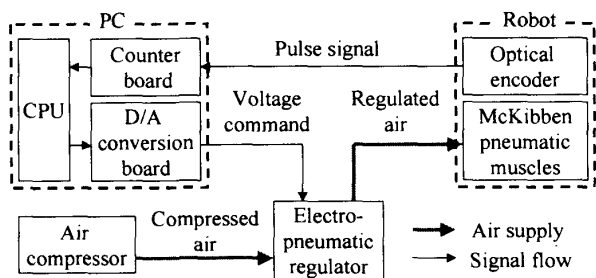 PC
Robot
Counter
board
CPU
D/A
conversion
board
Pulse signal
Optical
encoder
Voltage
command
Regulated
air
McKibben
pneumatic
muscles
Air
compressor
Compressed
air
Electro-
pneumatic
regulator
Air supply
Signal flow